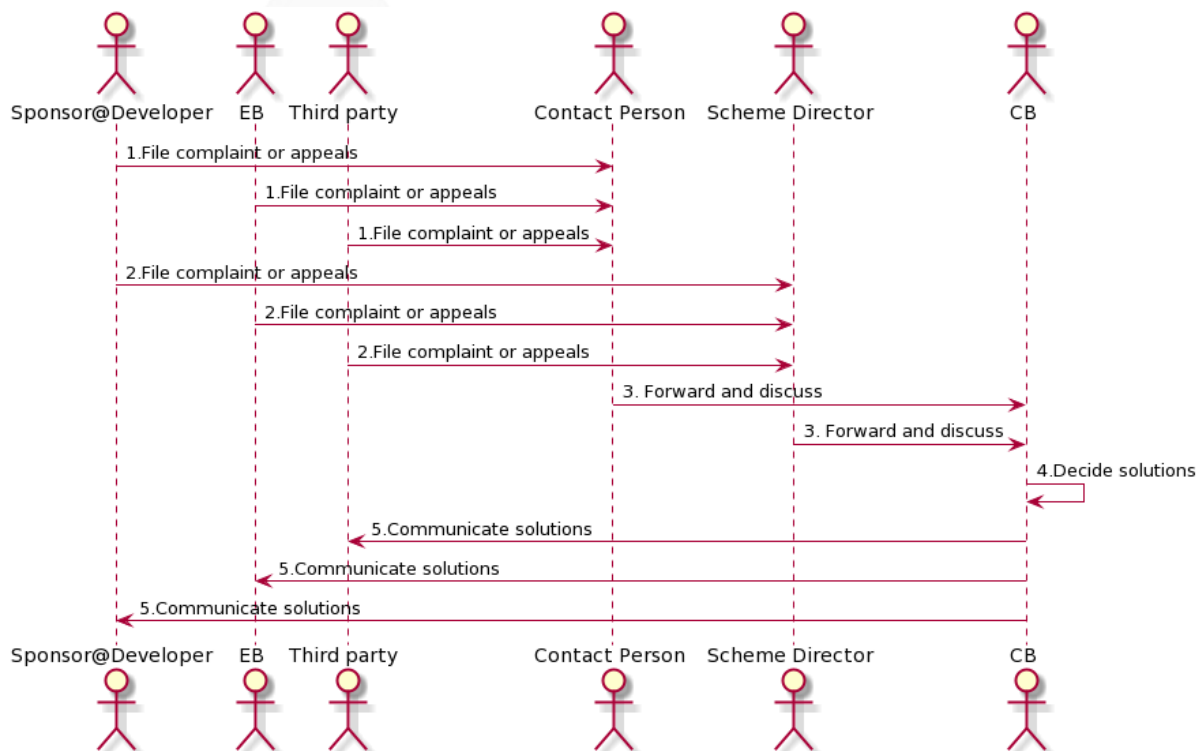 Sponsor@Developer EB Third party Contact Person Scheme Director CB
1.File complaint or appeals
1.File complaint or appeals
1.File complaint or appeals
2.File complaint or appeals
2.File complaint or appeals
2.File complaint or appeals
3. Forward and discuss
3. Forward and discuss
4.Decide solutions
5.Communicate solutions
5.Communicate solutions
5.Communicate solutions
Sponsor@Developer EB Third party Contact Person Scheme Director CB